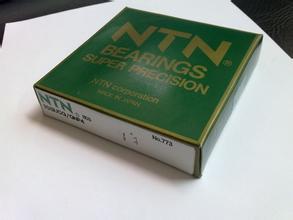 NTN®
BEARINGS
SUPER PRECISION
NTN corporation
MADE IN JAPAN
NTN
No.773